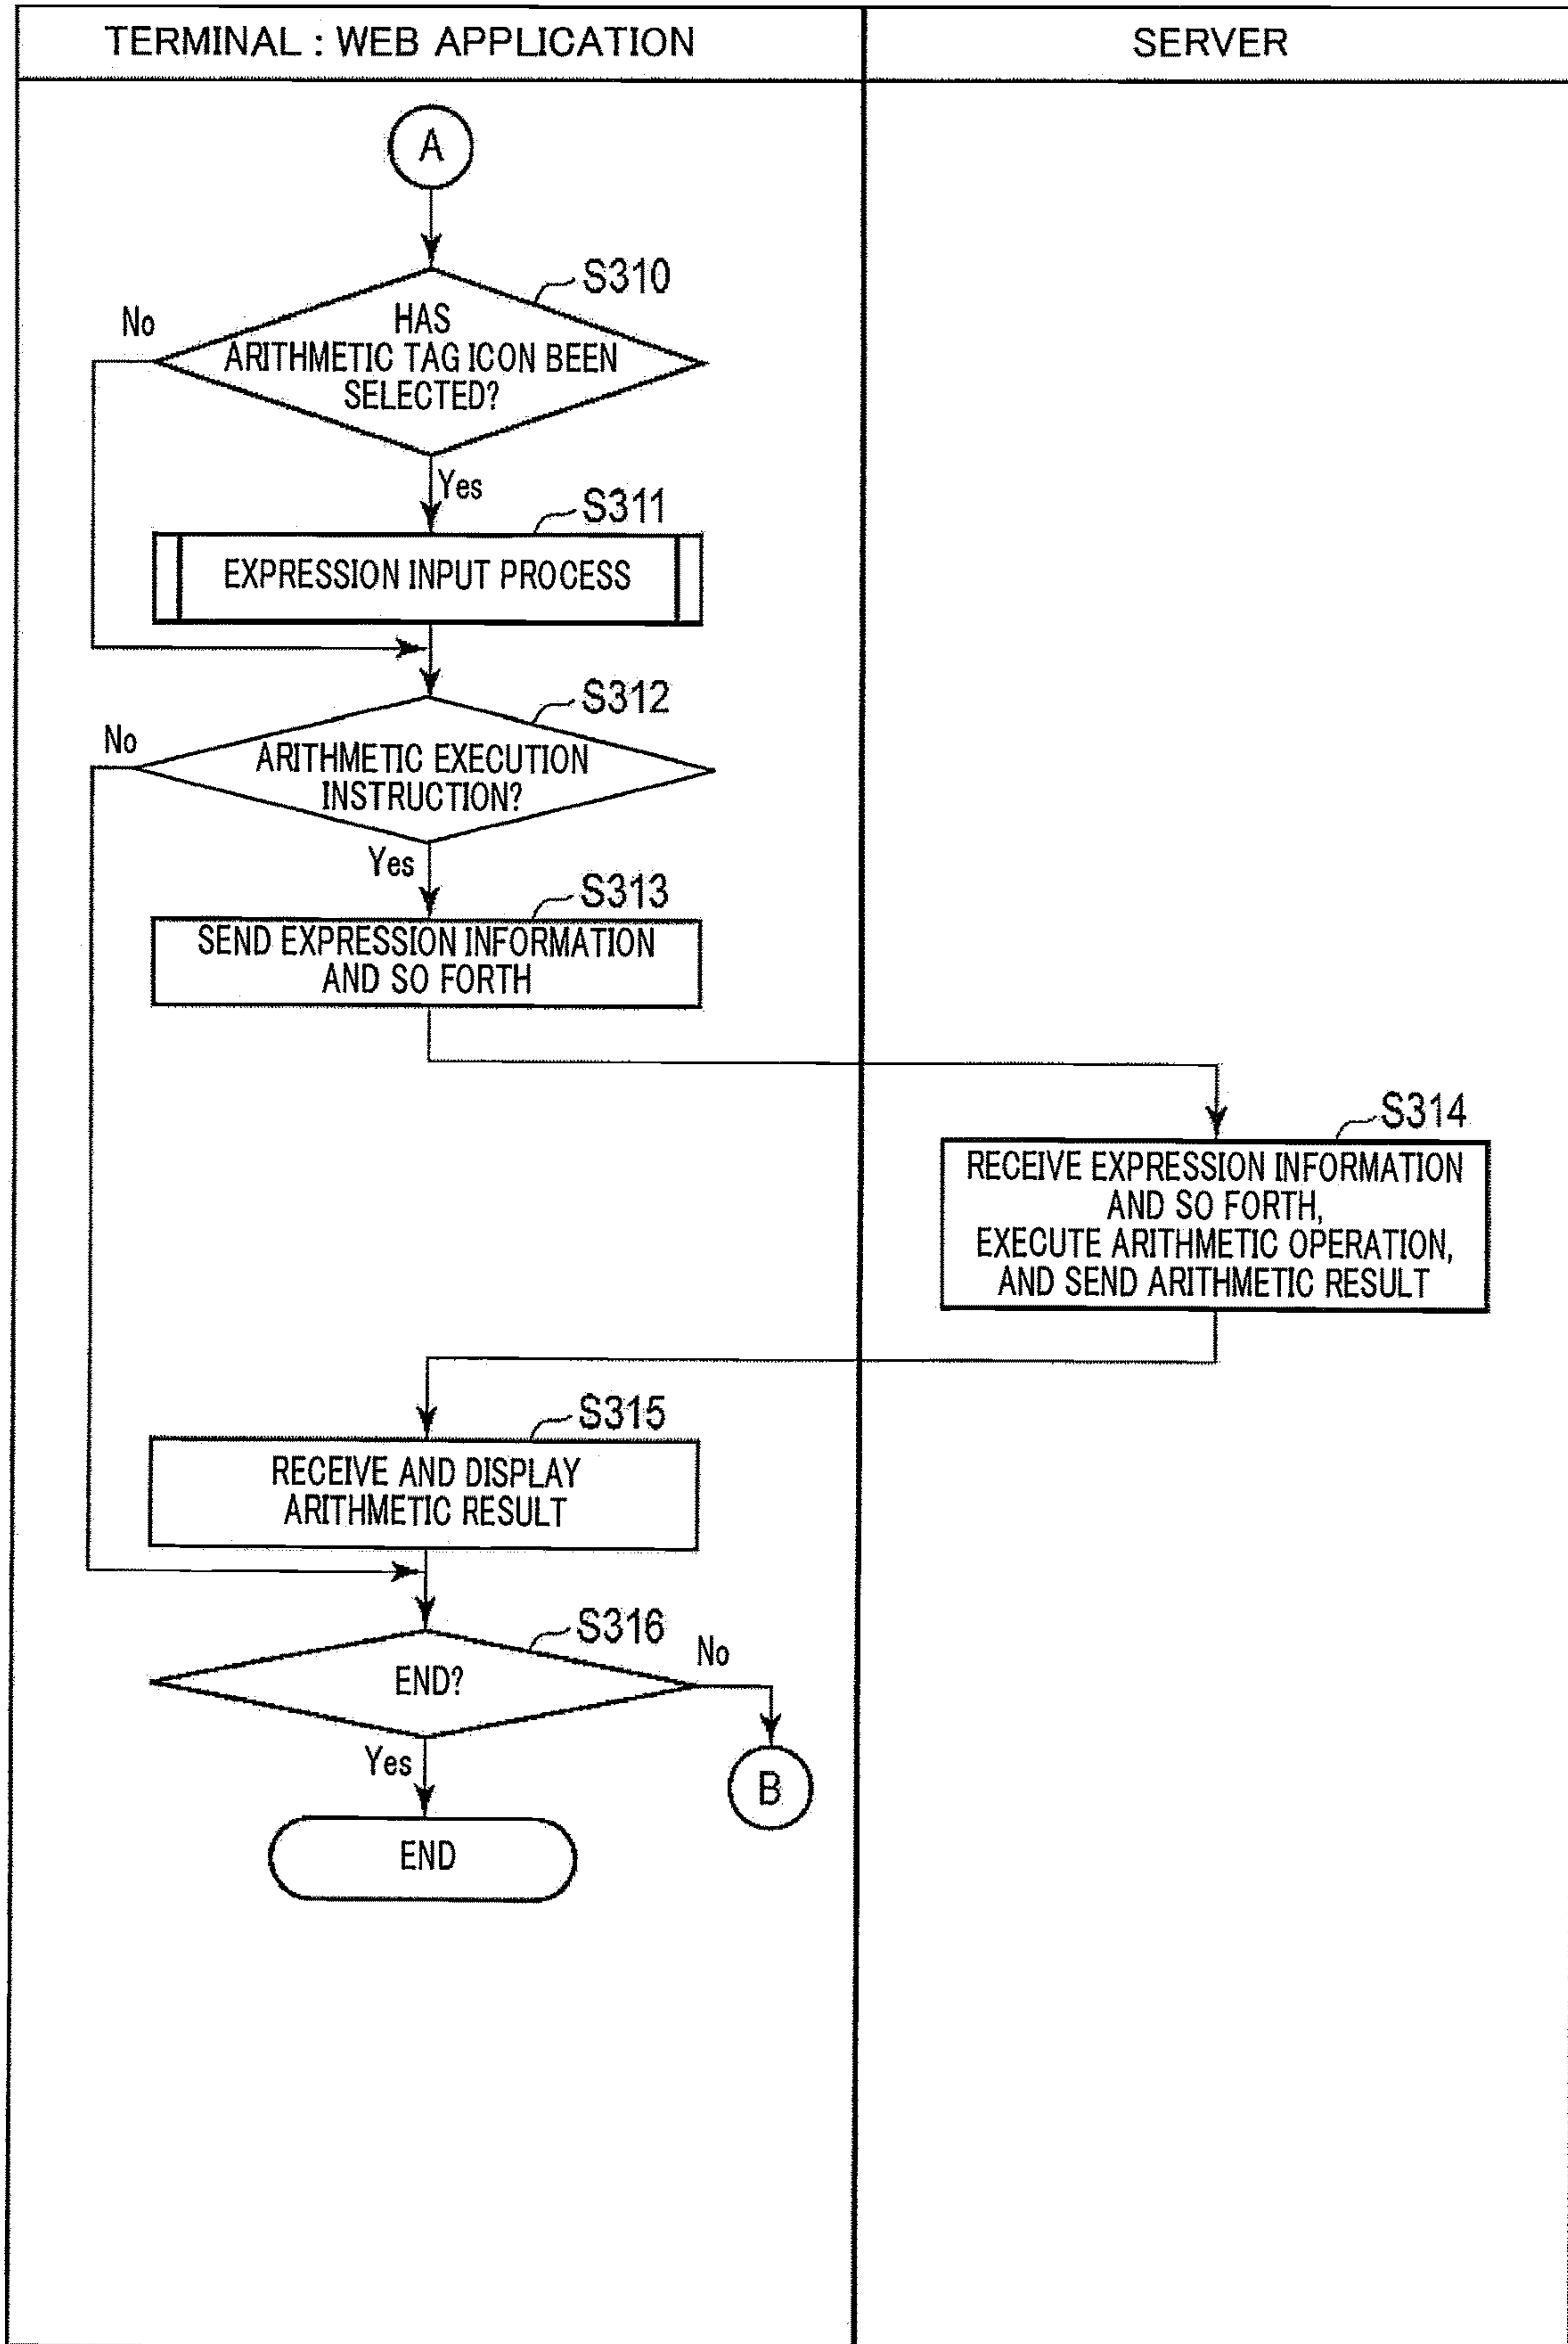 TERMINAL : WEB APPLICATION
SERVER
A
S310
No
HAS
ARITHMETIC TAG ICON BEEN
SELECTED?
Yes
S311
EXPRESSION INPUT PROCESS
S312
No
ARITHMETIC EXECUTION
INSTRUCTION?
Yes
S313
SEND EXPRESSION INFORMATION
AND SO FORTH
S314
RECEIVE EXPRESSION INFORMATION
AND SO FORTH,
EXECUTE ARITHMETIC OPERATION,
AND SEND ARITHMETIC RESULT
S315
RECEIVE AND DISPLAY
ARITHMETIC RESULT
S316
No
END?
Yes
B
END